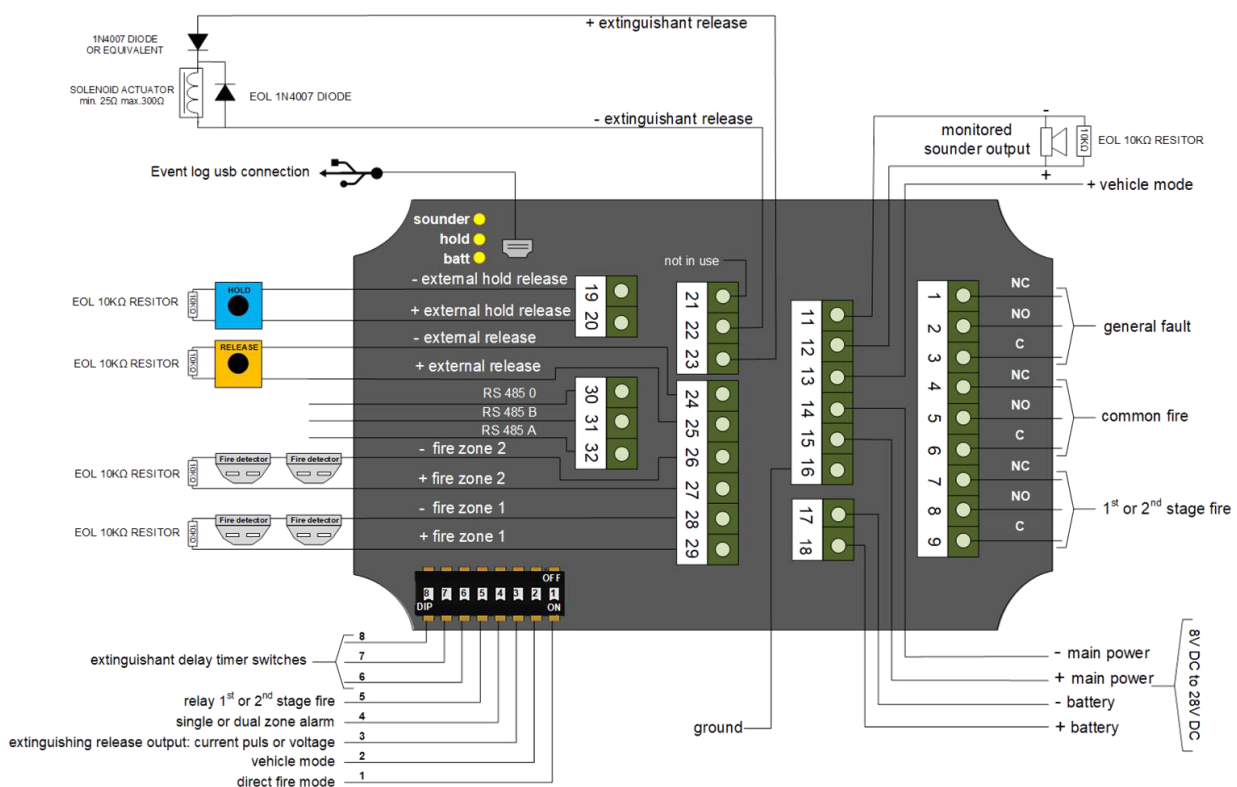 + extinguishant release
1N4007 DIODE
OR EQUIVALENT
SOLENOID ACTUATOR
min. 25Ω max.300Ω
EOL 1N4007 DIODE
- extinguishant release
Event log usb connection
-
monitored
sounder output
10KΩ
EOL 10KΩ RESITOR
+
+ vehicle mode
sounder
hold
batt
not in use
- external hold release
+ external hold release
- external release
+ external release
HOLD
10KΩ
EOL 10KΩ RESITOR
RELEASE
10KΩ
EOL 10KΩ RESITOR
RS 485 0
RS 485 B
RS 485 A
Fire detector
Fire detector
10KΩ
EOL 10KΩ RESITOR
- fire zone 2
+ fire zone 2
Fire detector
Fire detector
10KΩ
EOL 10KΩ RESITOR
- fire zone 1
+ fire zone 1
19
20
30
31
32
21
22
23
24
25
26
27
28
29
11
12
13
14
15
16
17
18
1
2
3
4
5
6
7
8
9
NC
NO
C
general fault
NC
NO
C
common fire
NC
NO
C
1st or 2nd stage fire
OFF
8 7 6 5 4 3 2 1
DIP
ON
8
extinguishant delay timer switches 7
6
relay 1st or 2nd stage fire 5
single or dual zone alarm 4
extinguishing release output: current puls or voltage 3
vehicle mode 2
direct fire mode 1
ground
- main power
+ main power
- battery
+ battery
8V DC to 28V DC